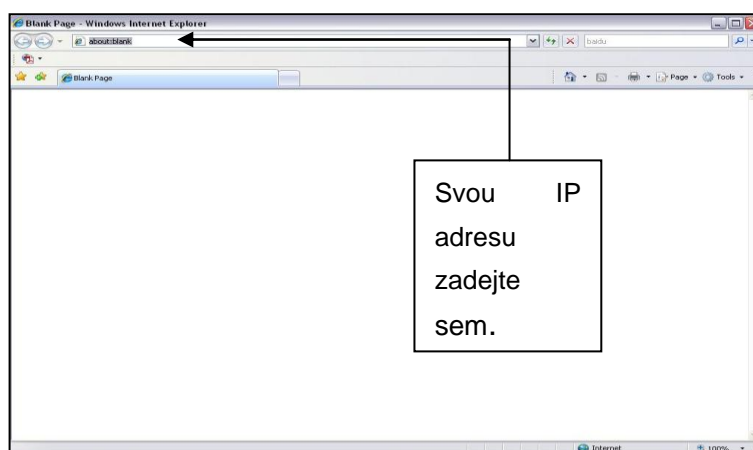 Blank Page - Windows Internet Explorer
about:blank
baidu
Blank Page
Page
Tools
Svou IP
adresu
zadejte
sem.
Internet
100%